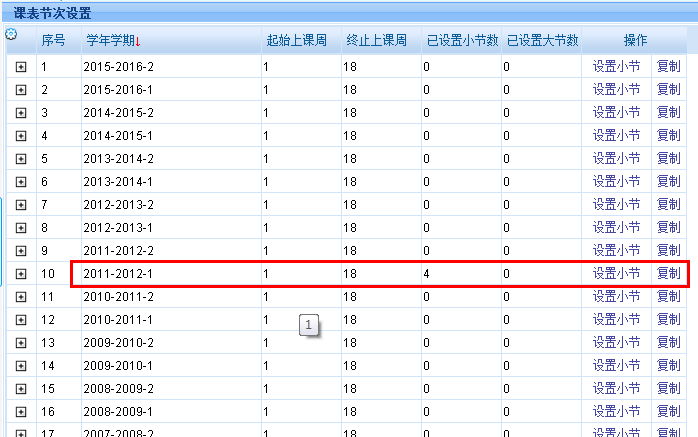 课表节次设置
序号 学年学期↓ 起始上课周 终止上课周 已设置小节数 已设置大节数 操作
1 2015-2016-2 1 18 0 0 设置小节 复制
2 2015-2016-1 1 18 0 0 设置小节 复制
3 2014-2015-2 1 18 0 0 设置小节 复制
4 2014-2015-1 1 18 0 0 设置小节 复制
5 2013-2014-2 1 18 0 0 设置小节 复制
6 2013-2014-1 1 18 0 0 设置小节 复制
7 2012-2013-2 1 18 0 0 设置小节 复制
8 2012-2013-1 1 18 0 0 设置小节 复制
9 2011-2012-2 1 18 0 0 设置小节 复制
10 2011-2012-1 1 18 4 0 设置小节 复制
11 2010-2011-2 1 18 0 0 设置小节 复制
12 2010-2011-1 1 18 0 0 设置小节 复制
1
13 2009-2010-2 1 18 0 0 设置小节 复制
14 2009-2010-1 1 18 0 0 设置小节 复制
15 2008-2009-2 1 18 0 0 设置小节 复制
16 2008-2009-1 1 18 0 0 设置小节 复制
17 2007-2008-2 1 18 0 0 设置小节 复制